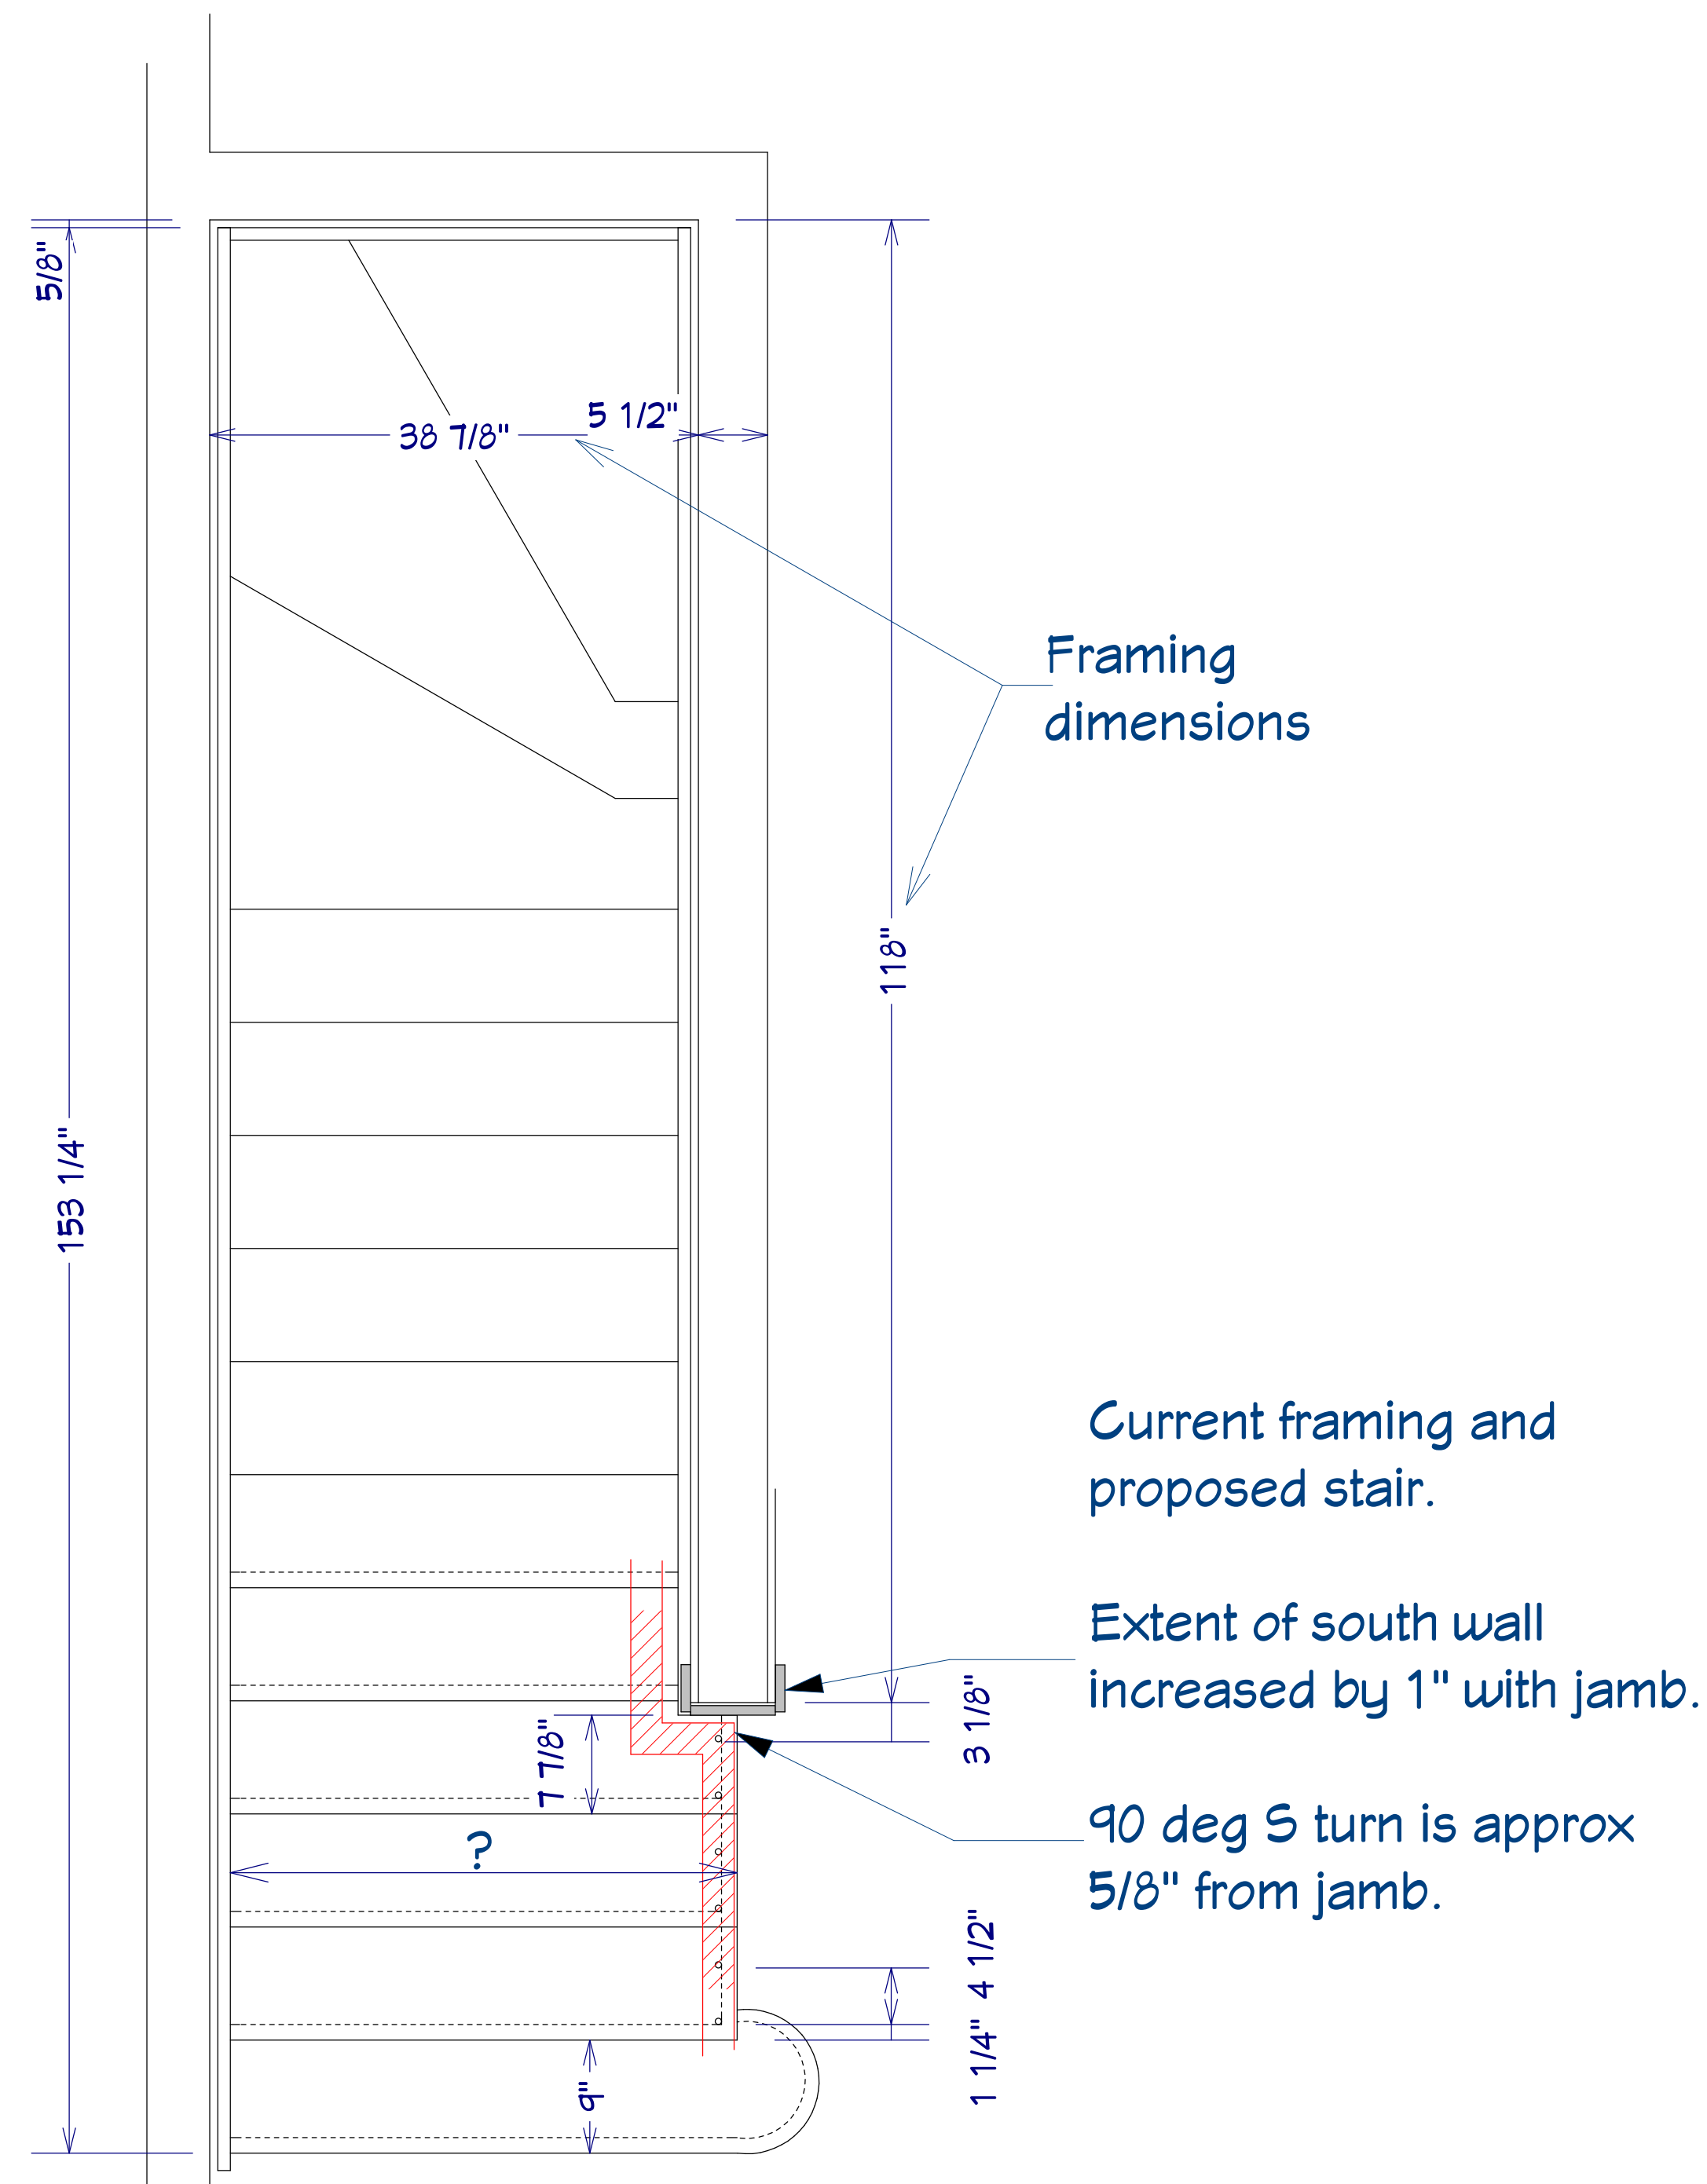 5/8"
38 7/8"
5 1/2"
Framing
dimensions
118"
153 1/4"
Current framing and
proposed stair.
Extent of south wall
increased by 1" with jamb.
3 1/8"
7 7/8"
90 deg S turn is approx
5/8" from jamb.
?
4 1/2"
1 1/4"
9"